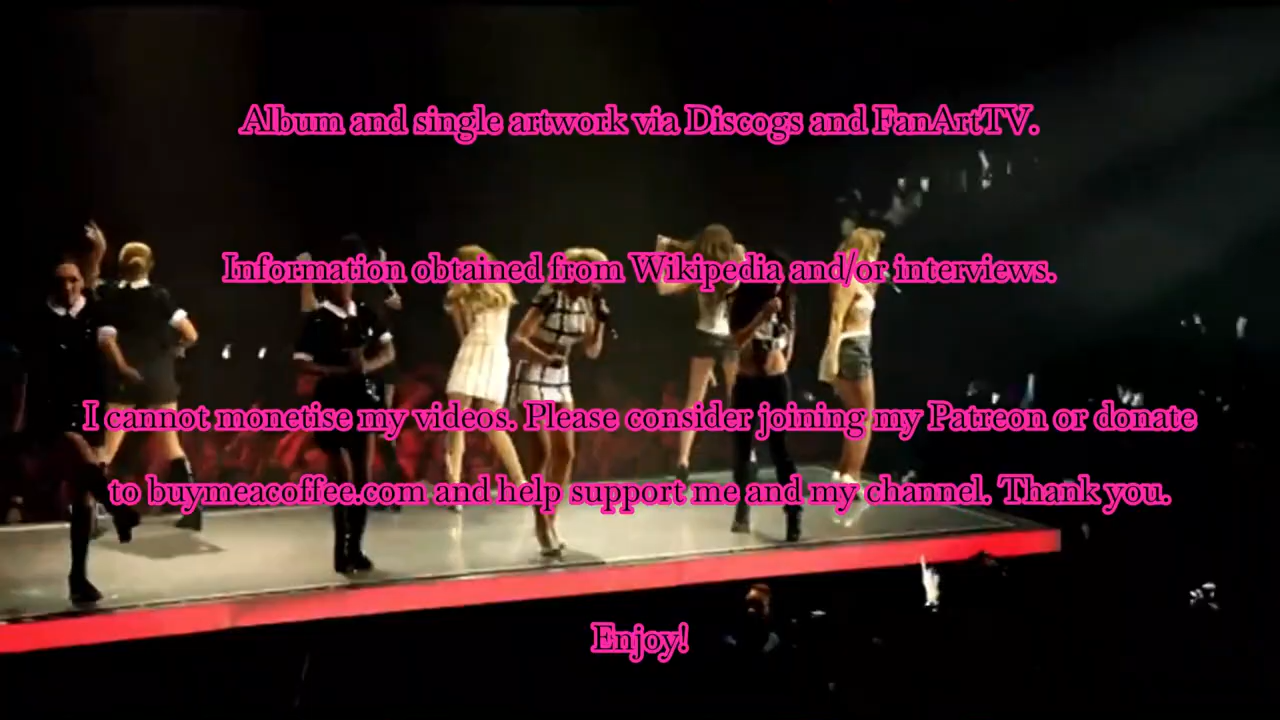 Album and single artwork via Discogs and FanArtTV.
Information obtained from Wikipedia and/or interviews.
I cannot monetise my videos. Please consider joining my Patreon or donate
to buymeacoffee.com and help support me and my channel. Thank you.
Enjoy!